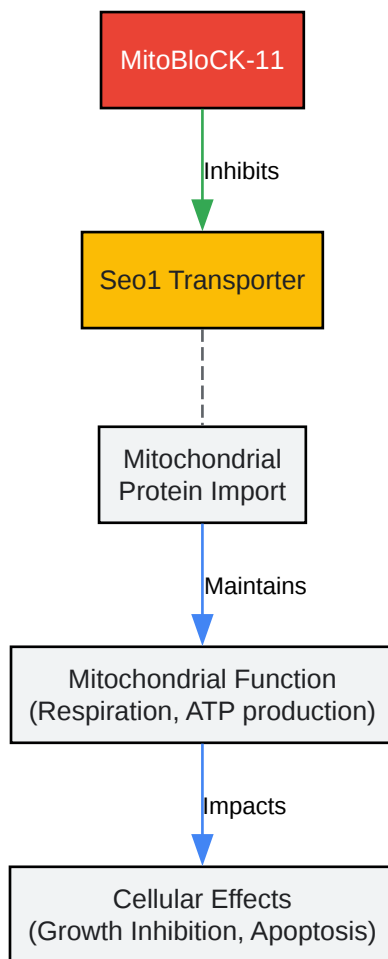 MitoBloCK-11
Inhibits
Seo1 Transporter
Mitochondrial
Protein Import
Maintains
Mitochondrial Function
(Respiration, ATP production)
Impacts
Cellular Effects
(Growth Inhibition, Apoptosis)